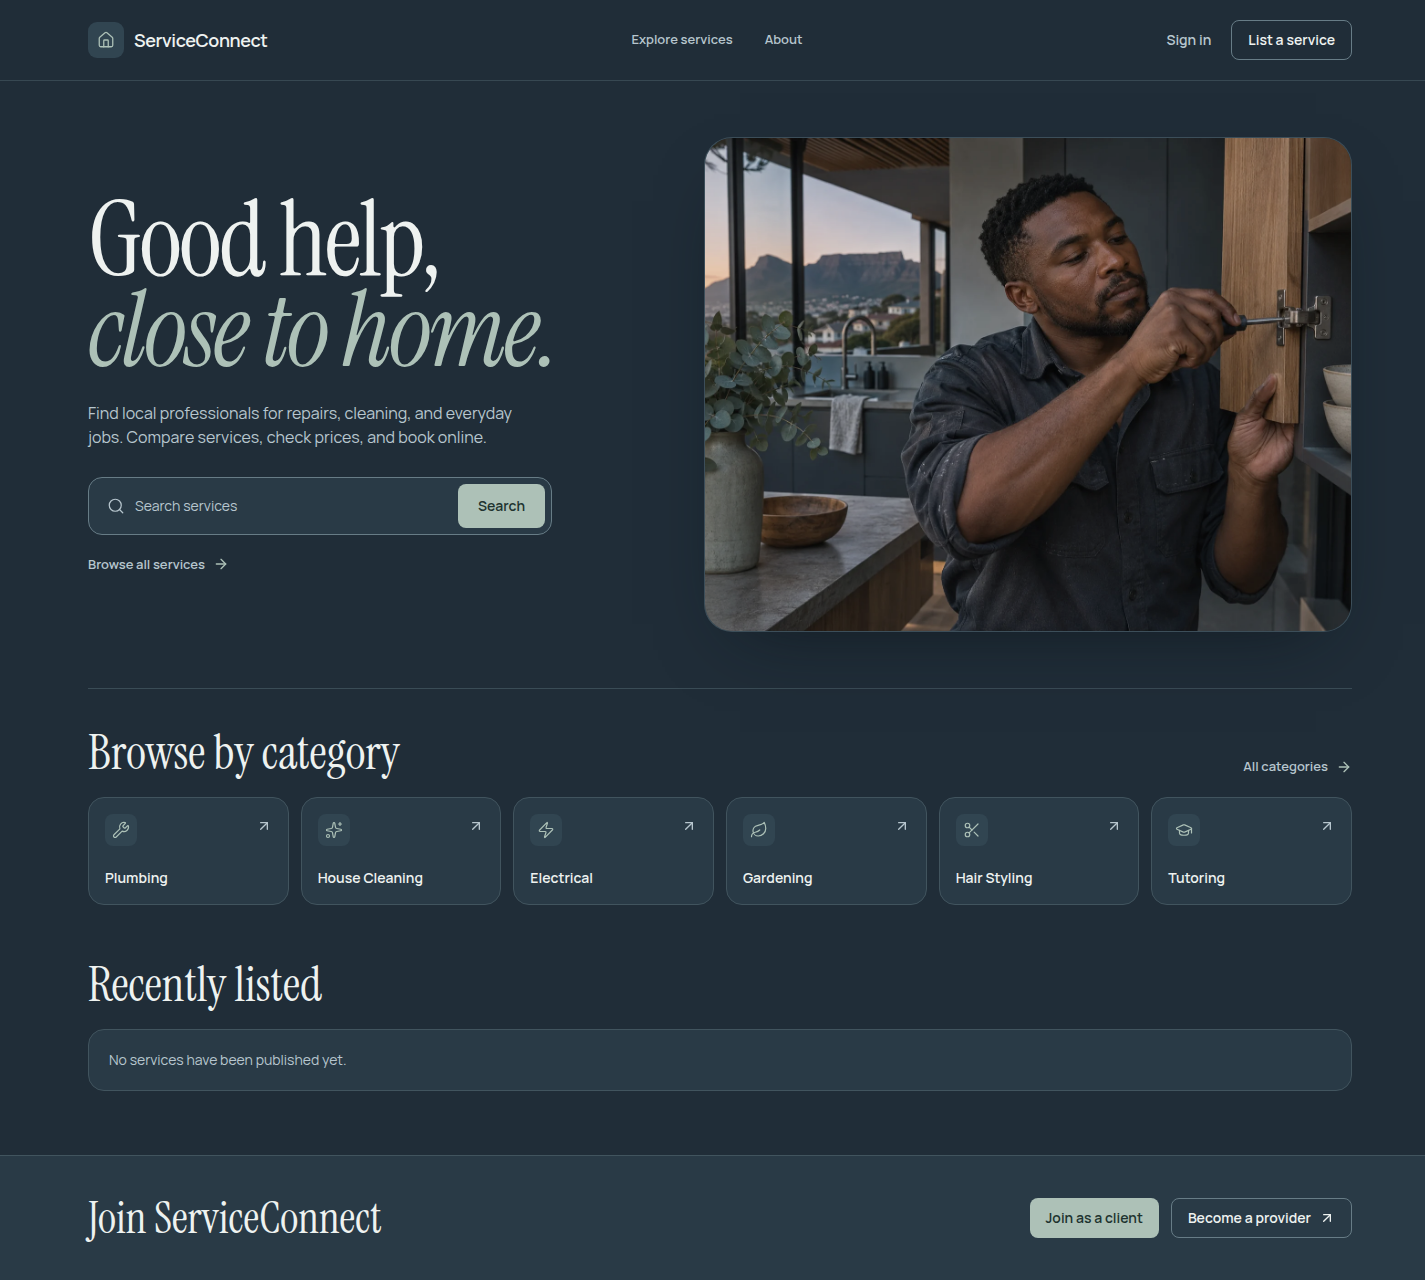 ServiceConnect
Explore services
About
Sign in
List a service
Good help,
close to home.
Find local professionals for repairs, cleaning, and everyday
jobs. Compare services, check prices, and book online.
Search services
Search
Browse all services
Browse by category
All categories
Plumbing
House Cleaning
Electrical
Gardening
Hair Styling
Tutoring
Recently listed
No services have been published yet.
Join ServiceConnect
Join as a client
Become a provider